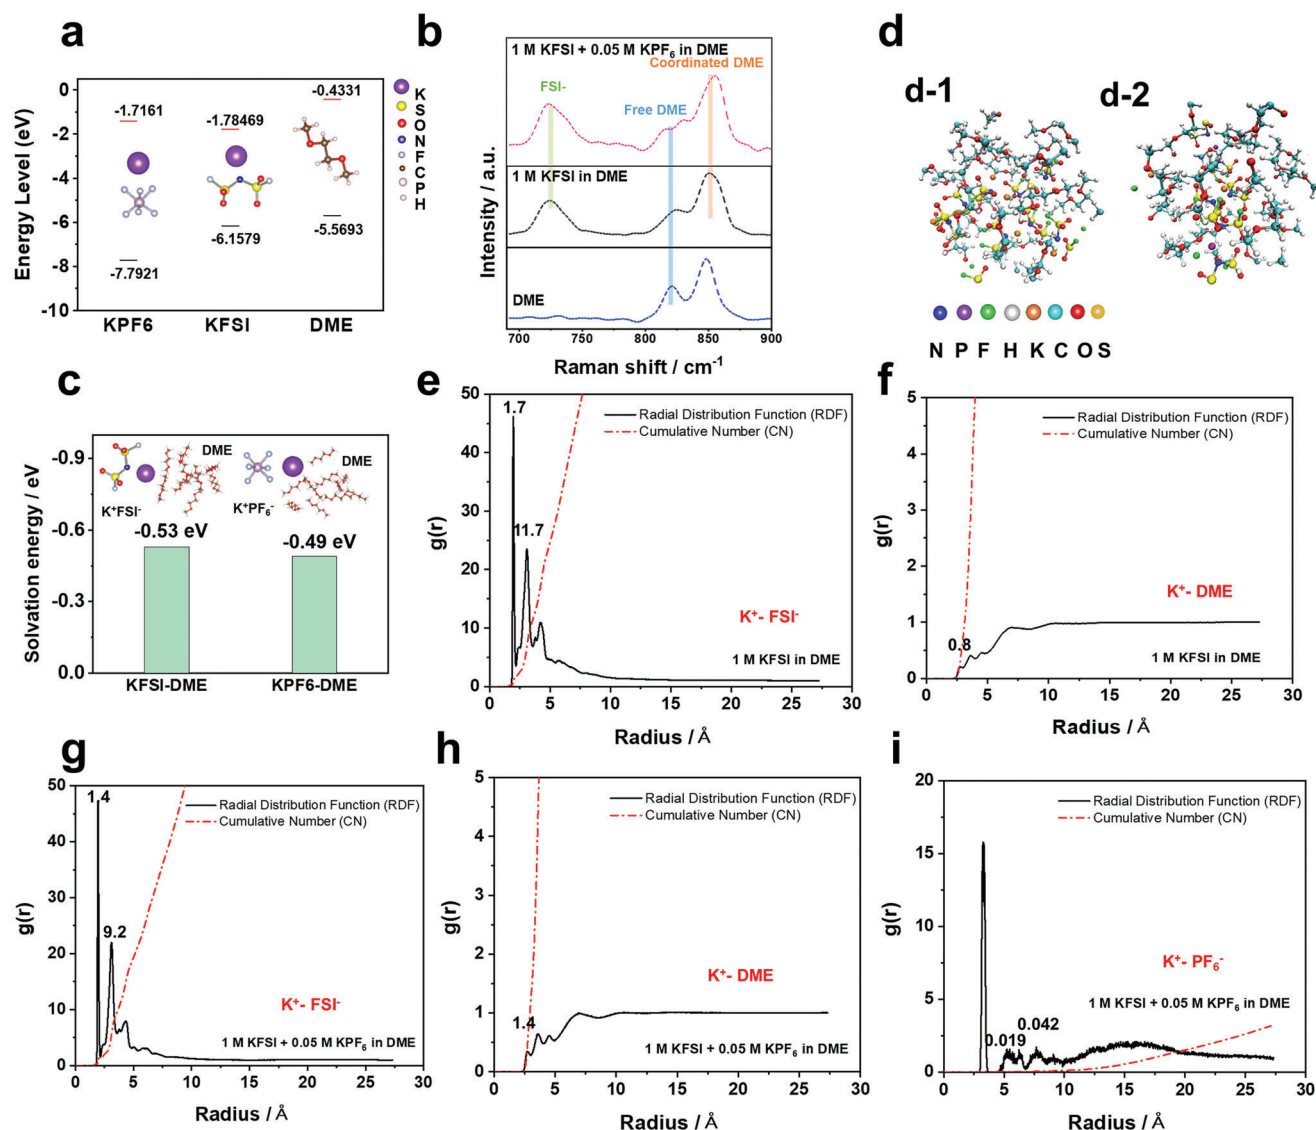 a
Energy Level (eV)
0
-2
-4
-6
-8
-10
-1.7161
-7.7921
-1.78469
-6.1579
-0.4331
-5.5693
KPF6
KFSI
DME
K
S
O
N
F
C
P
H
b
1 M KFSI + 0.05 M KPF₆ in DME
Coordinated DME
FSI-
Free DME
1 M KFSI in DME
DME
Intensity / a.u.
700
750
800
850
900
Raman shift / cm⁻¹
d
d-1
d-2
N P F H K C O S
c
Solvation energy / eV
-0.9
-0.6
-0.3
0.0
DME
K⁺FSI⁻
-0.53 eV
DME
K⁺PF₆⁻
-0.49 eV
KFSI-DME
KPF6-DME
e
g(r)
50
40
30
20
10
0
1.7
11.7
Radial Distribution Function (RDF)
Cumulative Number (CN)
K⁺- FSI⁻
1 M KFSI in DME
0 5 10 15 20 25 30
Radius / Å
f
g(r)
5
4
3
2
1
0
0.8
Radial Distribution Function (RDF)
Cumulative Number (CN)
K⁺- DME
1 M KFSI in DME
0 5 10 15 20 25 30
Radius / Å
g
g(r)
50
40
30
20
10
0
1.4
9.2
Radial Distribution Function (RDF)
Cumulative Number (CN)
K⁺- FSI⁻
1 M KFSI + 0.05 M KPF₆ in DME
0 5 10 15 20 25 30
Radius / Å
h
g(r)
5
4
3
2
1
0
1.4
Radial Distribution Function (RDF)
Cumulative Number (CN)
K⁺- DME
1 M KFSI + 0.05 M KPF₆ in DME
0 5 10 15 20 25 30
Radius / Å
i
g(r)
20
15
10
5
0
0.019
0.042
Radial Distribution Function (RDF)
Cumulative Number (CN)
K⁺- PF₆⁻
1 M KFSI + 0.05 M KPF₆ in DME
0 5 10 15 20 25 30
Radius / Å